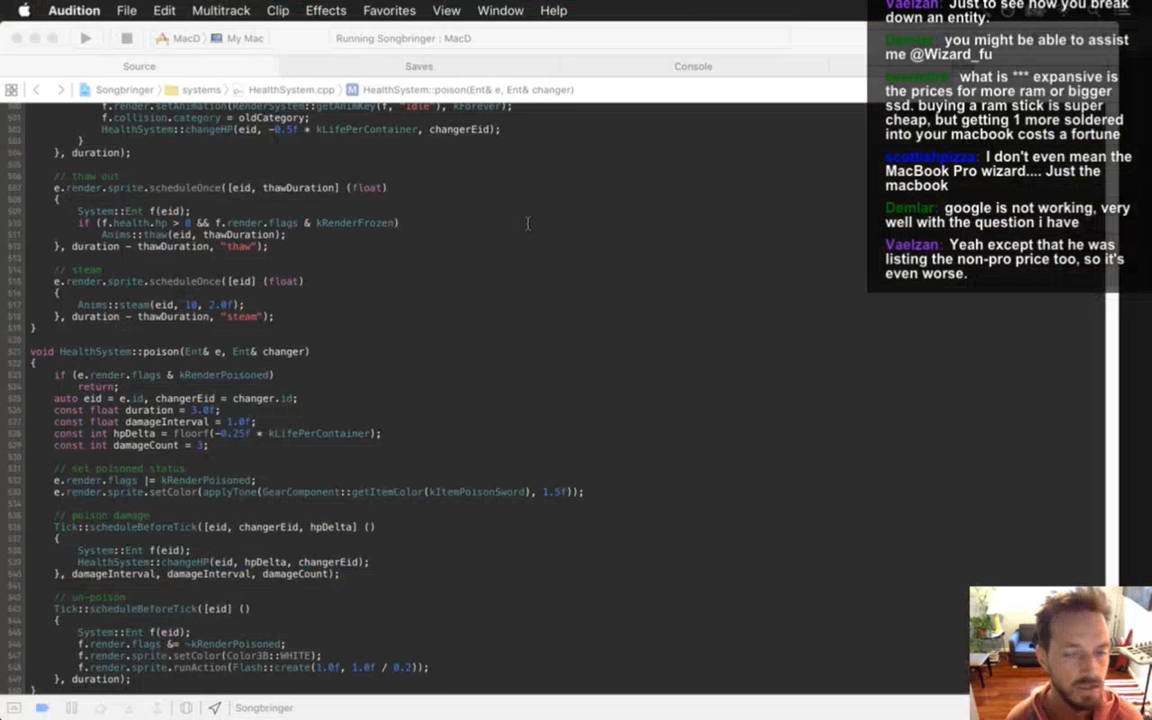 Audition File Edit Multitrack Clip Effects Favorites View Window Help
MacD My Mac
Running Songbringer : MacD
Source Saves Console
Songbringer systems HealthSystem.cpp HealthSystem::poison(Ent& e, Ent& changer)
f.render.setAnimation(RenderSystem::getAnimKey(f, "idle"), kForever);
f.collision.category = oldCategory;
HealthSystem::changeHP(eid, -0.5f * kLifePerContainer, changerEid);
}
}, duration);
// thaw out
e.render.sprite.scheduleOnce([eid, thawDuration] (float)
{
System::Ent f(eid);
if (f.health.hp > 0 && f.render.flags & kRenderFrozen)
Anims::thaw(eid, thawDuration);
}, duration - thawDuration, "thaw");
// steam
e.render.sprite.scheduleOnce([eid] (float)
{
Anims::steam(eid, 10, 2.0f);
}, duration - thawDuration, "steam");
}
void HealthSystem::poison(Ent& e, Ent& changer)
{
if (e.render.flags & kRenderPoisoned)
return;
auto eid = e.id, changerEid = changer.id;
const float duration = 3.0f;
const float damageInterval = 1.0f;
const int hpDelta = floorf(-0.25f * kLifePerContainer);
const int damageCount = 3;
// set poisoned status
e.render.flags |= kRenderPoisoned;
e.render.sprite.setColor(applyTone(GearComponent::getItemColor(kItemPoisonSword), 1.5f));
// poison damage
Tick::scheduleBeforeTick([eid, changerEid, hpDelta] ()
{
System::Ent f(eid);
HealthSystem::changeHP(eid, hpDelta, changerEid);
}, damageInterval, damageInterval, damageCount);
// un-poison
Tick::scheduleBeforeTick([eid] ()
{
System::Ent f(eid);
f.render.flags &= ~kRenderPoisoned;
f.render.sprite.setColor(Color3B::WHITE);
f.render.sprite.runAction(Flash::create(1.0f, 1.0f / 0.2));
}, duration);
}
Songbringer
Vaelzan: Just to see how you break
down an entity.
Demlar: you might be able to assist
me @Wizard_fu
what is *** expansive is
the prices for more ram or bigger
ssd. buying a ram stick is super
cheap, but getting 1 more soldered
into your macbook costs a fortune
scottishpizza: I don't even mean the
MacBook Pro wizard.... Just the
macbook
Demlar: google is not working, very
well with the question i have
Vaelzan: Yeah except that he was
listing the non-pro price too, so it's
even worse.